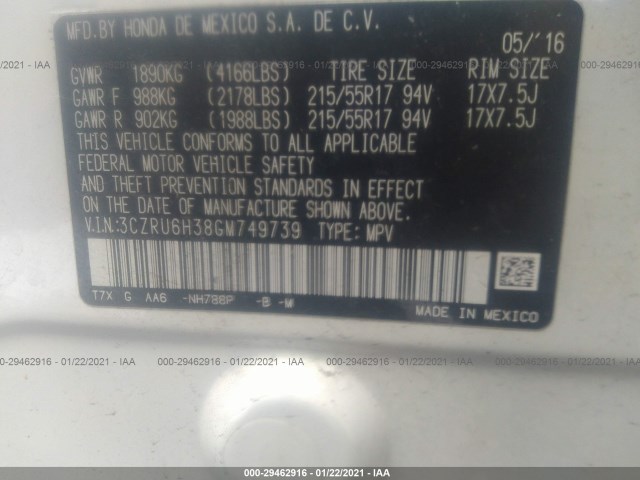 MFD.BY HONDA DE MEXICO S.A. DE C.V.
05/'16
GVWR 1890KG (4166LBS) TIRE SIZE RIM SIZE
GAWR F 988KG (2178LBS) 215/55R17 94V 17X7.5J
GAWR R 902KG (1988LBS) 215/55R17 94V 17X7.5J
THIS VEHICLE CONFORMS TO ALL APPLICABLE
FEDERAL MOTOR VEHICLE SAFETY
AND THEFT PREVENTION STANDARDS IN EFFECT
ON THE DATE OF MANUFACTURE SHOWN ABOVE.
V.I.N:3CZRU6H38GM749739 TYPE: MPV
T7X G AA6 -NH788P -B -M
MADE IN MEXICO
000-29462916 - 01/22/2021 - IAA